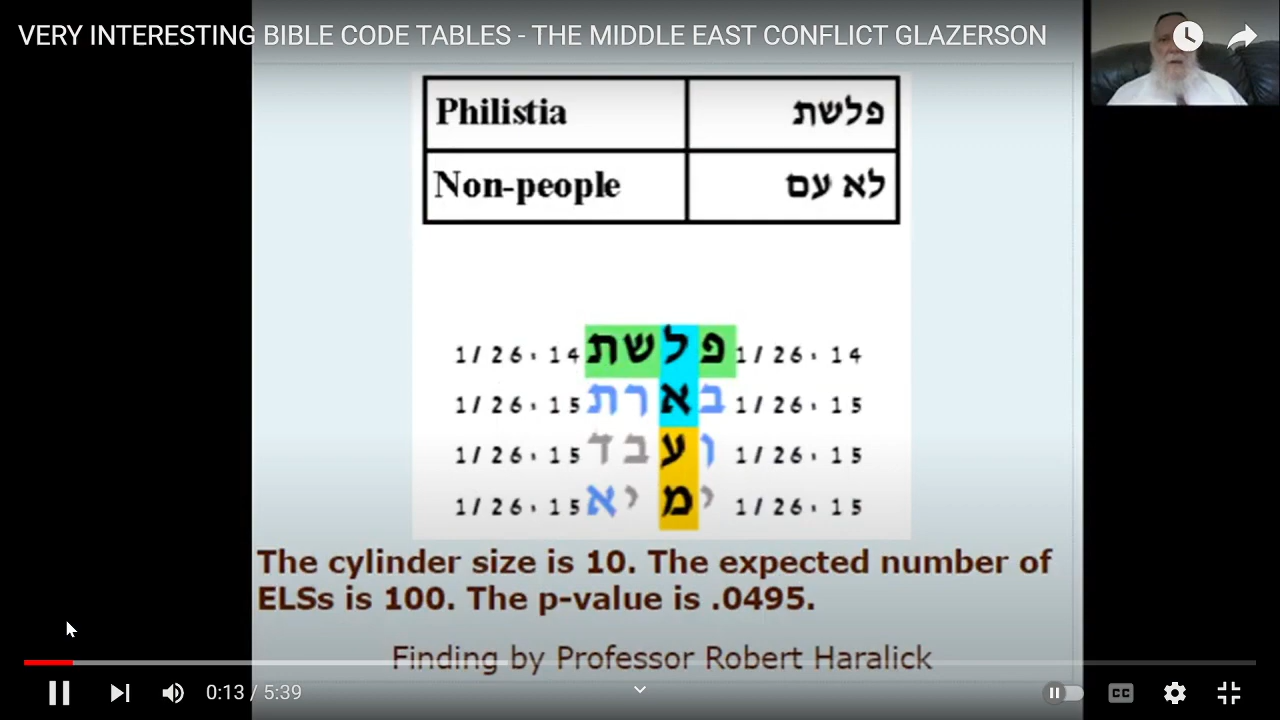 VERY INTERESTING BIBLE CODE TABLES - THE MIDDLE EAST CONFLICT GLAZERSON
Philistia פלשת
Non-people לא עם
1/26:14 פלשת 1/26:14
1/26:15 בארת 1/26:15
1/26:15 ועבד 1/26:15
1/26:15 ימיא 1/26:15
The cylinder size is 10. The expected number of
ELSs is 100. The p-value is .0495.
Finding by Professor Robert Haralick
0:13 / 5:39
CC